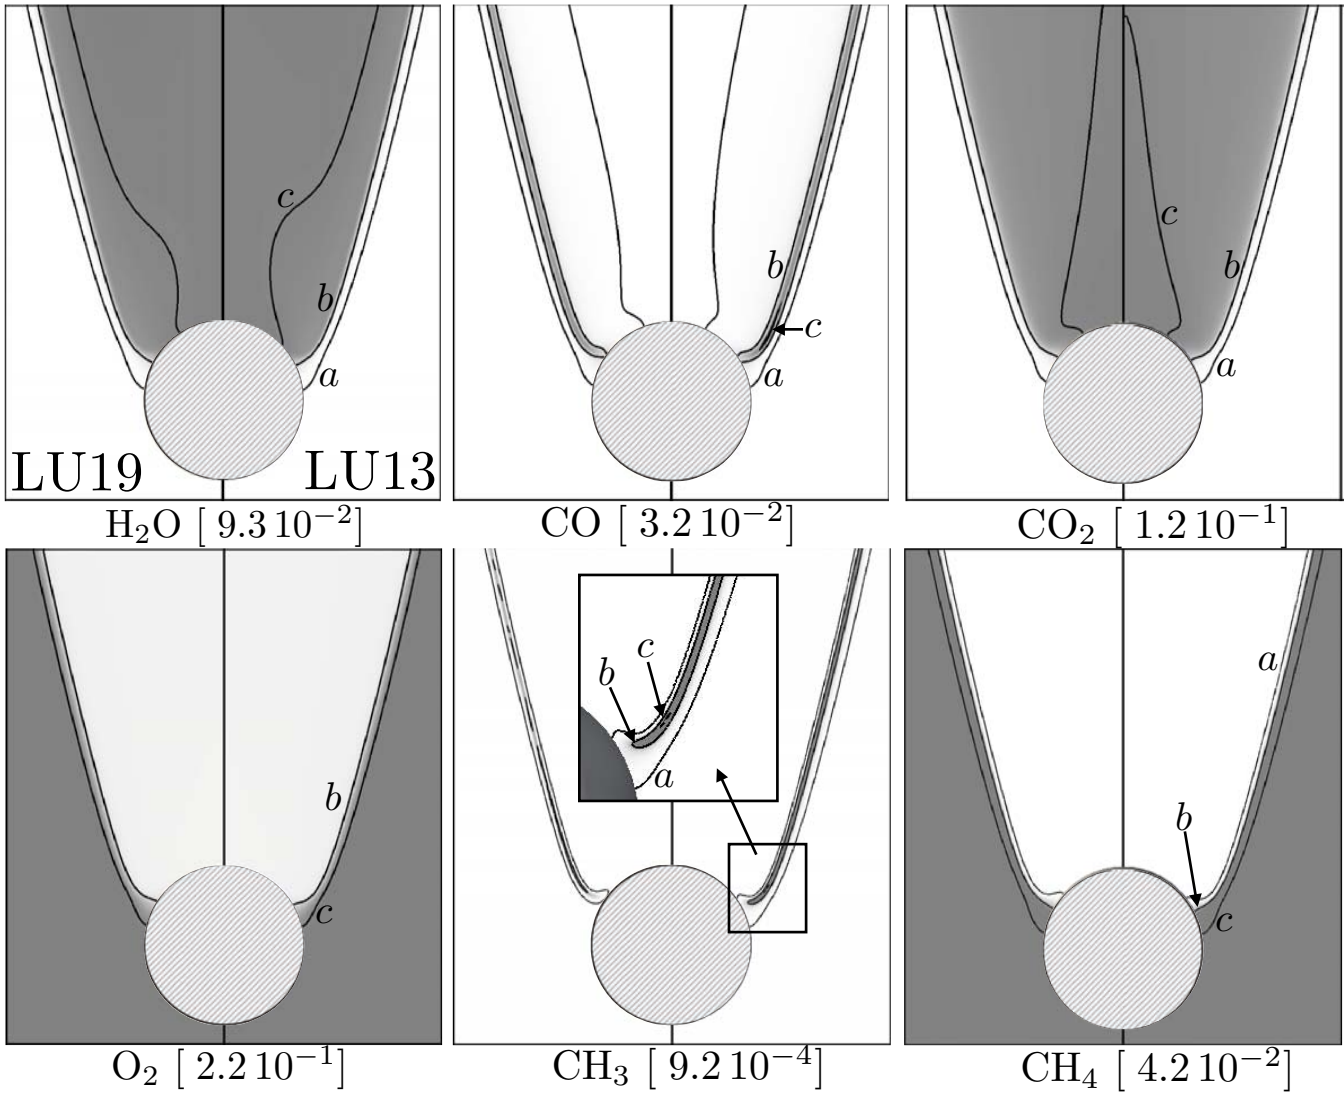 c
b
a
LU19 LU13
H₂O [ 9.3 10⁻²]
b
c
a
CO [ 3.2 10⁻²]
c
b
a
CO₂ [ 1.2 10⁻¹]
b
c
O₂ [ 2.2 10⁻¹]
c
b
a
CH₃ [ 9.2 10⁻⁴]
a
b
c
CH₄ [ 4.2 10⁻²]